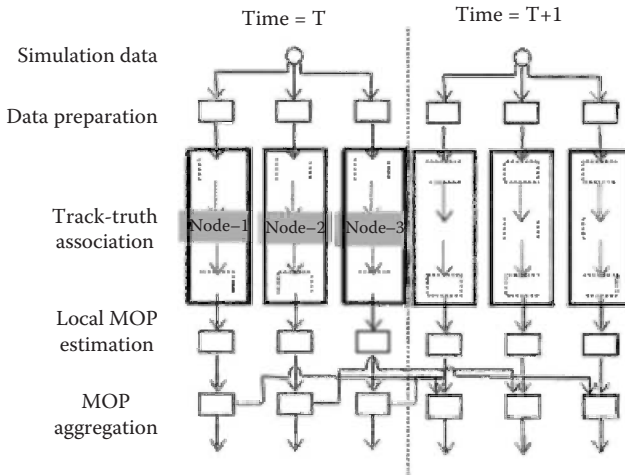 Time = T
Time = T+1
Simulation data
Data preparation
Track-truth
association
Node–1
Node–2
Node–3
Local MOP
estimation
MOP
aggregation